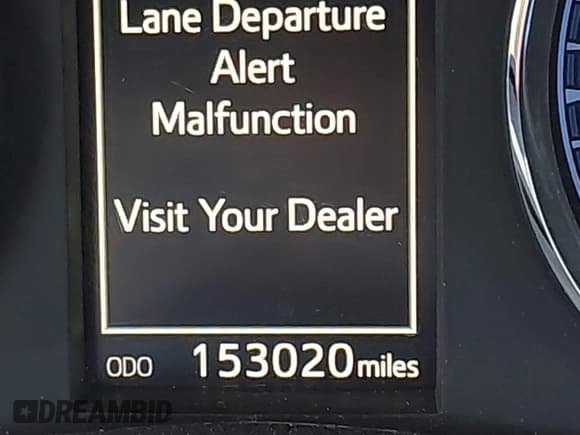 Lane Departure
Alert
Malfunction
Visit Your Dealer
ODO 153020 miles
DREAMBID